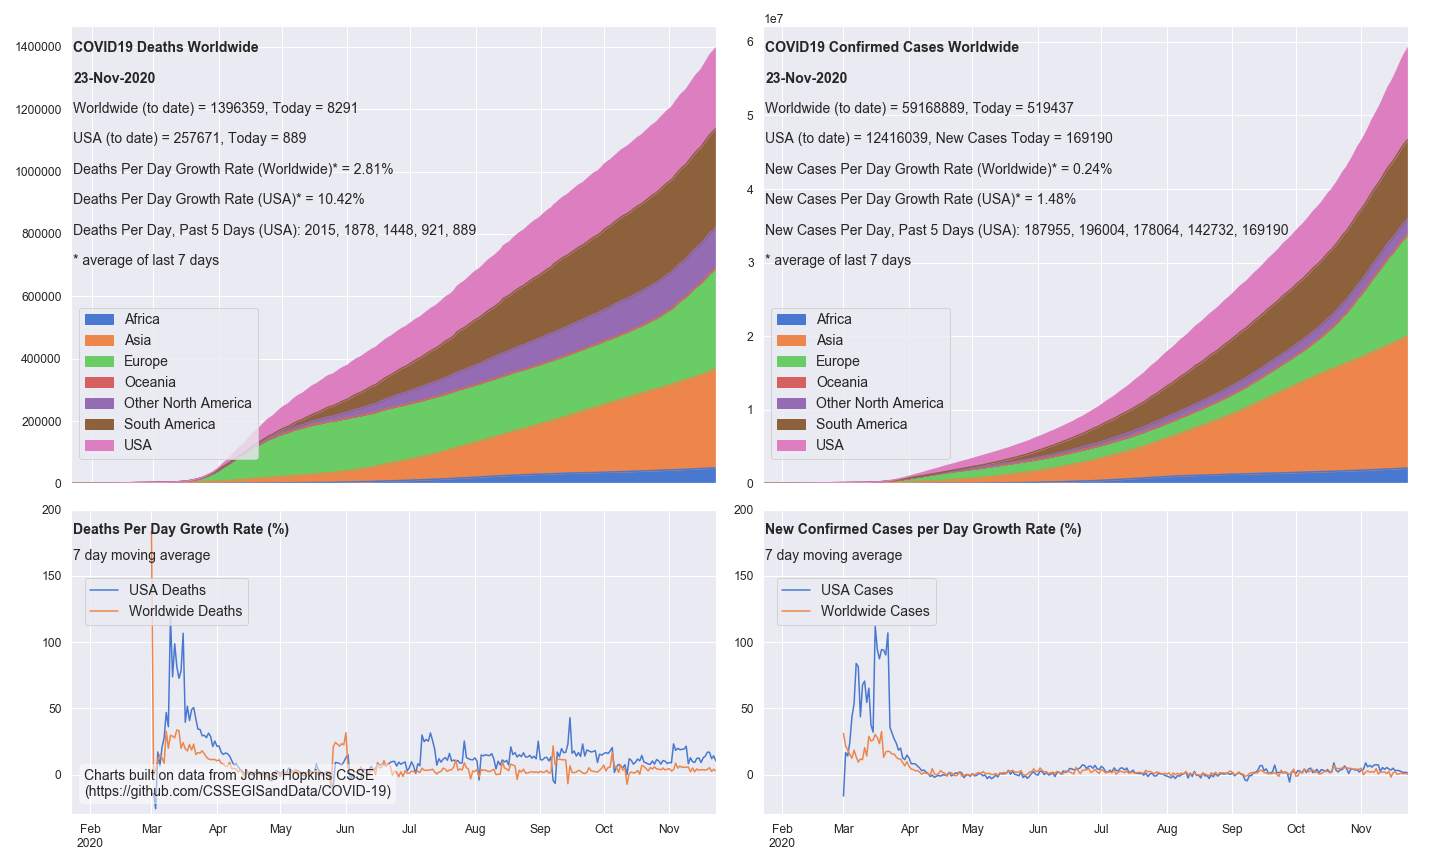 COVID19 Deaths Worldwide
23-Nov-2020
Worldwide (to date) = 1396359, Today = 8291
USA (to date) = 257671, Today = 889
Deaths Per Day Growth Rate (Worldwide)* = 2.81%
Deaths Per Day Growth Rate (USA)* = 10.42%
Deaths Per Day, Past 5 Days (USA): 2015, 1878, 1448, 921, 889
* average of last 7 days
1400000
1200000
1000000
800000
600000
400000
200000
0
Africa
Asia
Europe
Oceania
Other North America
South America
USA
1e7
COVID19 Confirmed Cases Worldwide
23-Nov-2020
Worldwide (to date) = 59168889, Today = 519437
USA (to date) = 12416039, New Cases Today = 169190
New Cases Per Day Growth Rate (Worldwide)* = 0.24%
New Cases Per Day Growth Rate (USA)* = 1.48%
New Cases Per Day, Past 5 Days (USA): 187955, 196004, 178064, 142732, 169190
* average of last 7 days
6
5
4
3
2
1
0
Africa
Asia
Europe
Oceania
Other North America
South America
USA
Deaths Per Day Growth Rate (%)
7 day moving average
USA Deaths
Worldwide Deaths
200
150
100
50
0
Charts built on data from Johns Hopkins CSSE
(https://github.com/CSSEGISandData/COVID-19)
Feb Mar Apr May Jun Jul Aug Sep Oct Nov
2020
New Confirmed Cases per Day Growth Rate (%)
7 day moving average
USA Cases
Worldwide Cases
200
150
100
50
0
Feb Mar Apr May Jun Jul Aug Sep Oct Nov
2020